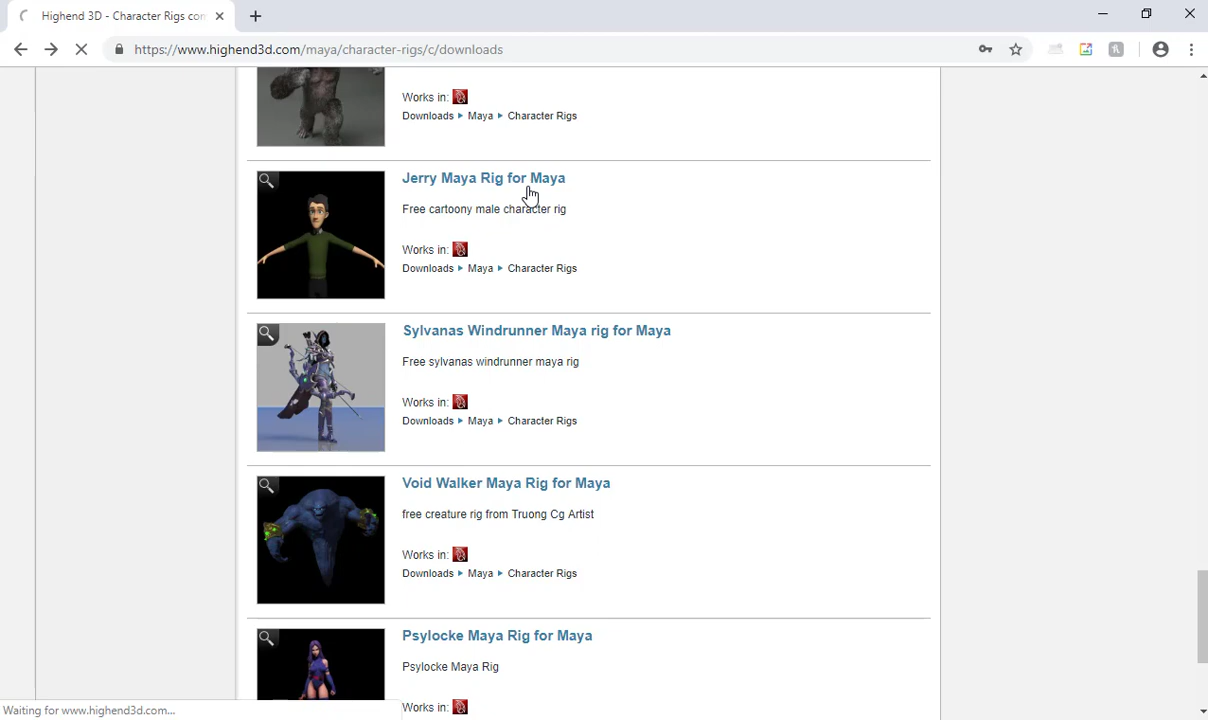 Highend 3D - Character Rigs con
https://www.highend3d.com/maya/character-rigs/c/downloads
Works in:
Downloads Maya Character Rigs
Jerry Maya Rig for Maya
Free cartoony male character rig
Works in:
Downloads Maya Character Rigs
Sylvanas Windrunner Maya rig for Maya
Free sylvanas windrunner maya rig
Works in:
Downloads Maya Character Rigs
Void Walker Maya Rig for Maya
free creature rig from Truong Cg Artist
Works in:
Downloads Maya Character Rigs
Psylocke Maya Rig for Maya
Psylocke Maya Rig
Works in:
Waiting for www.highend3d.com...